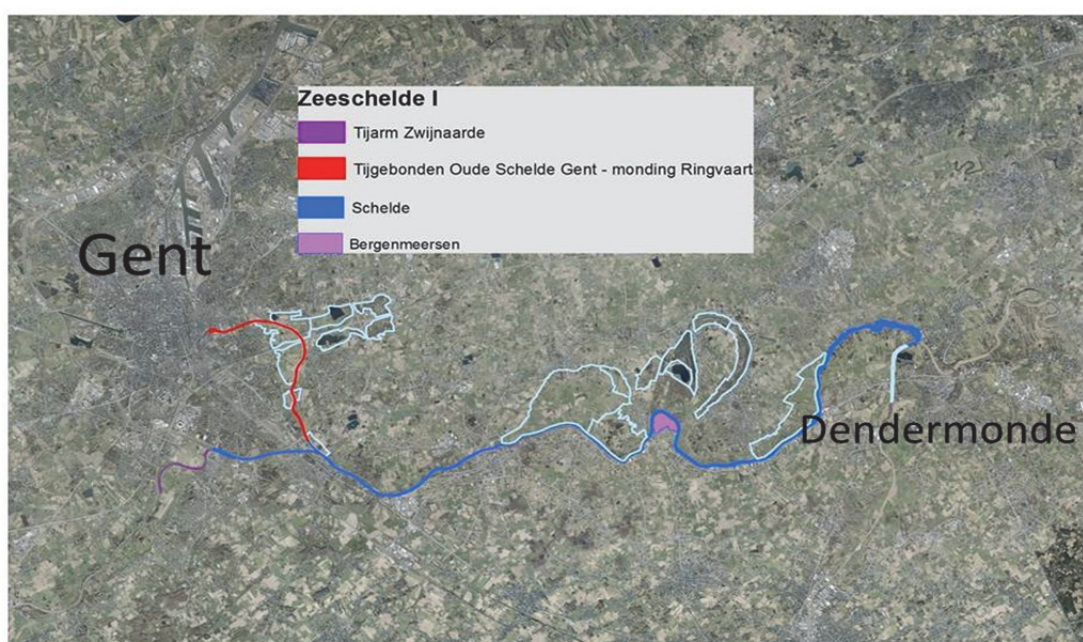 Zeeschelde I
Tijarm Zwijnaarde
Tijgebonden Oude Schelde Gent - monding Ringvaart
Schelde
Bergenmeersen
Gent
Dendermonde